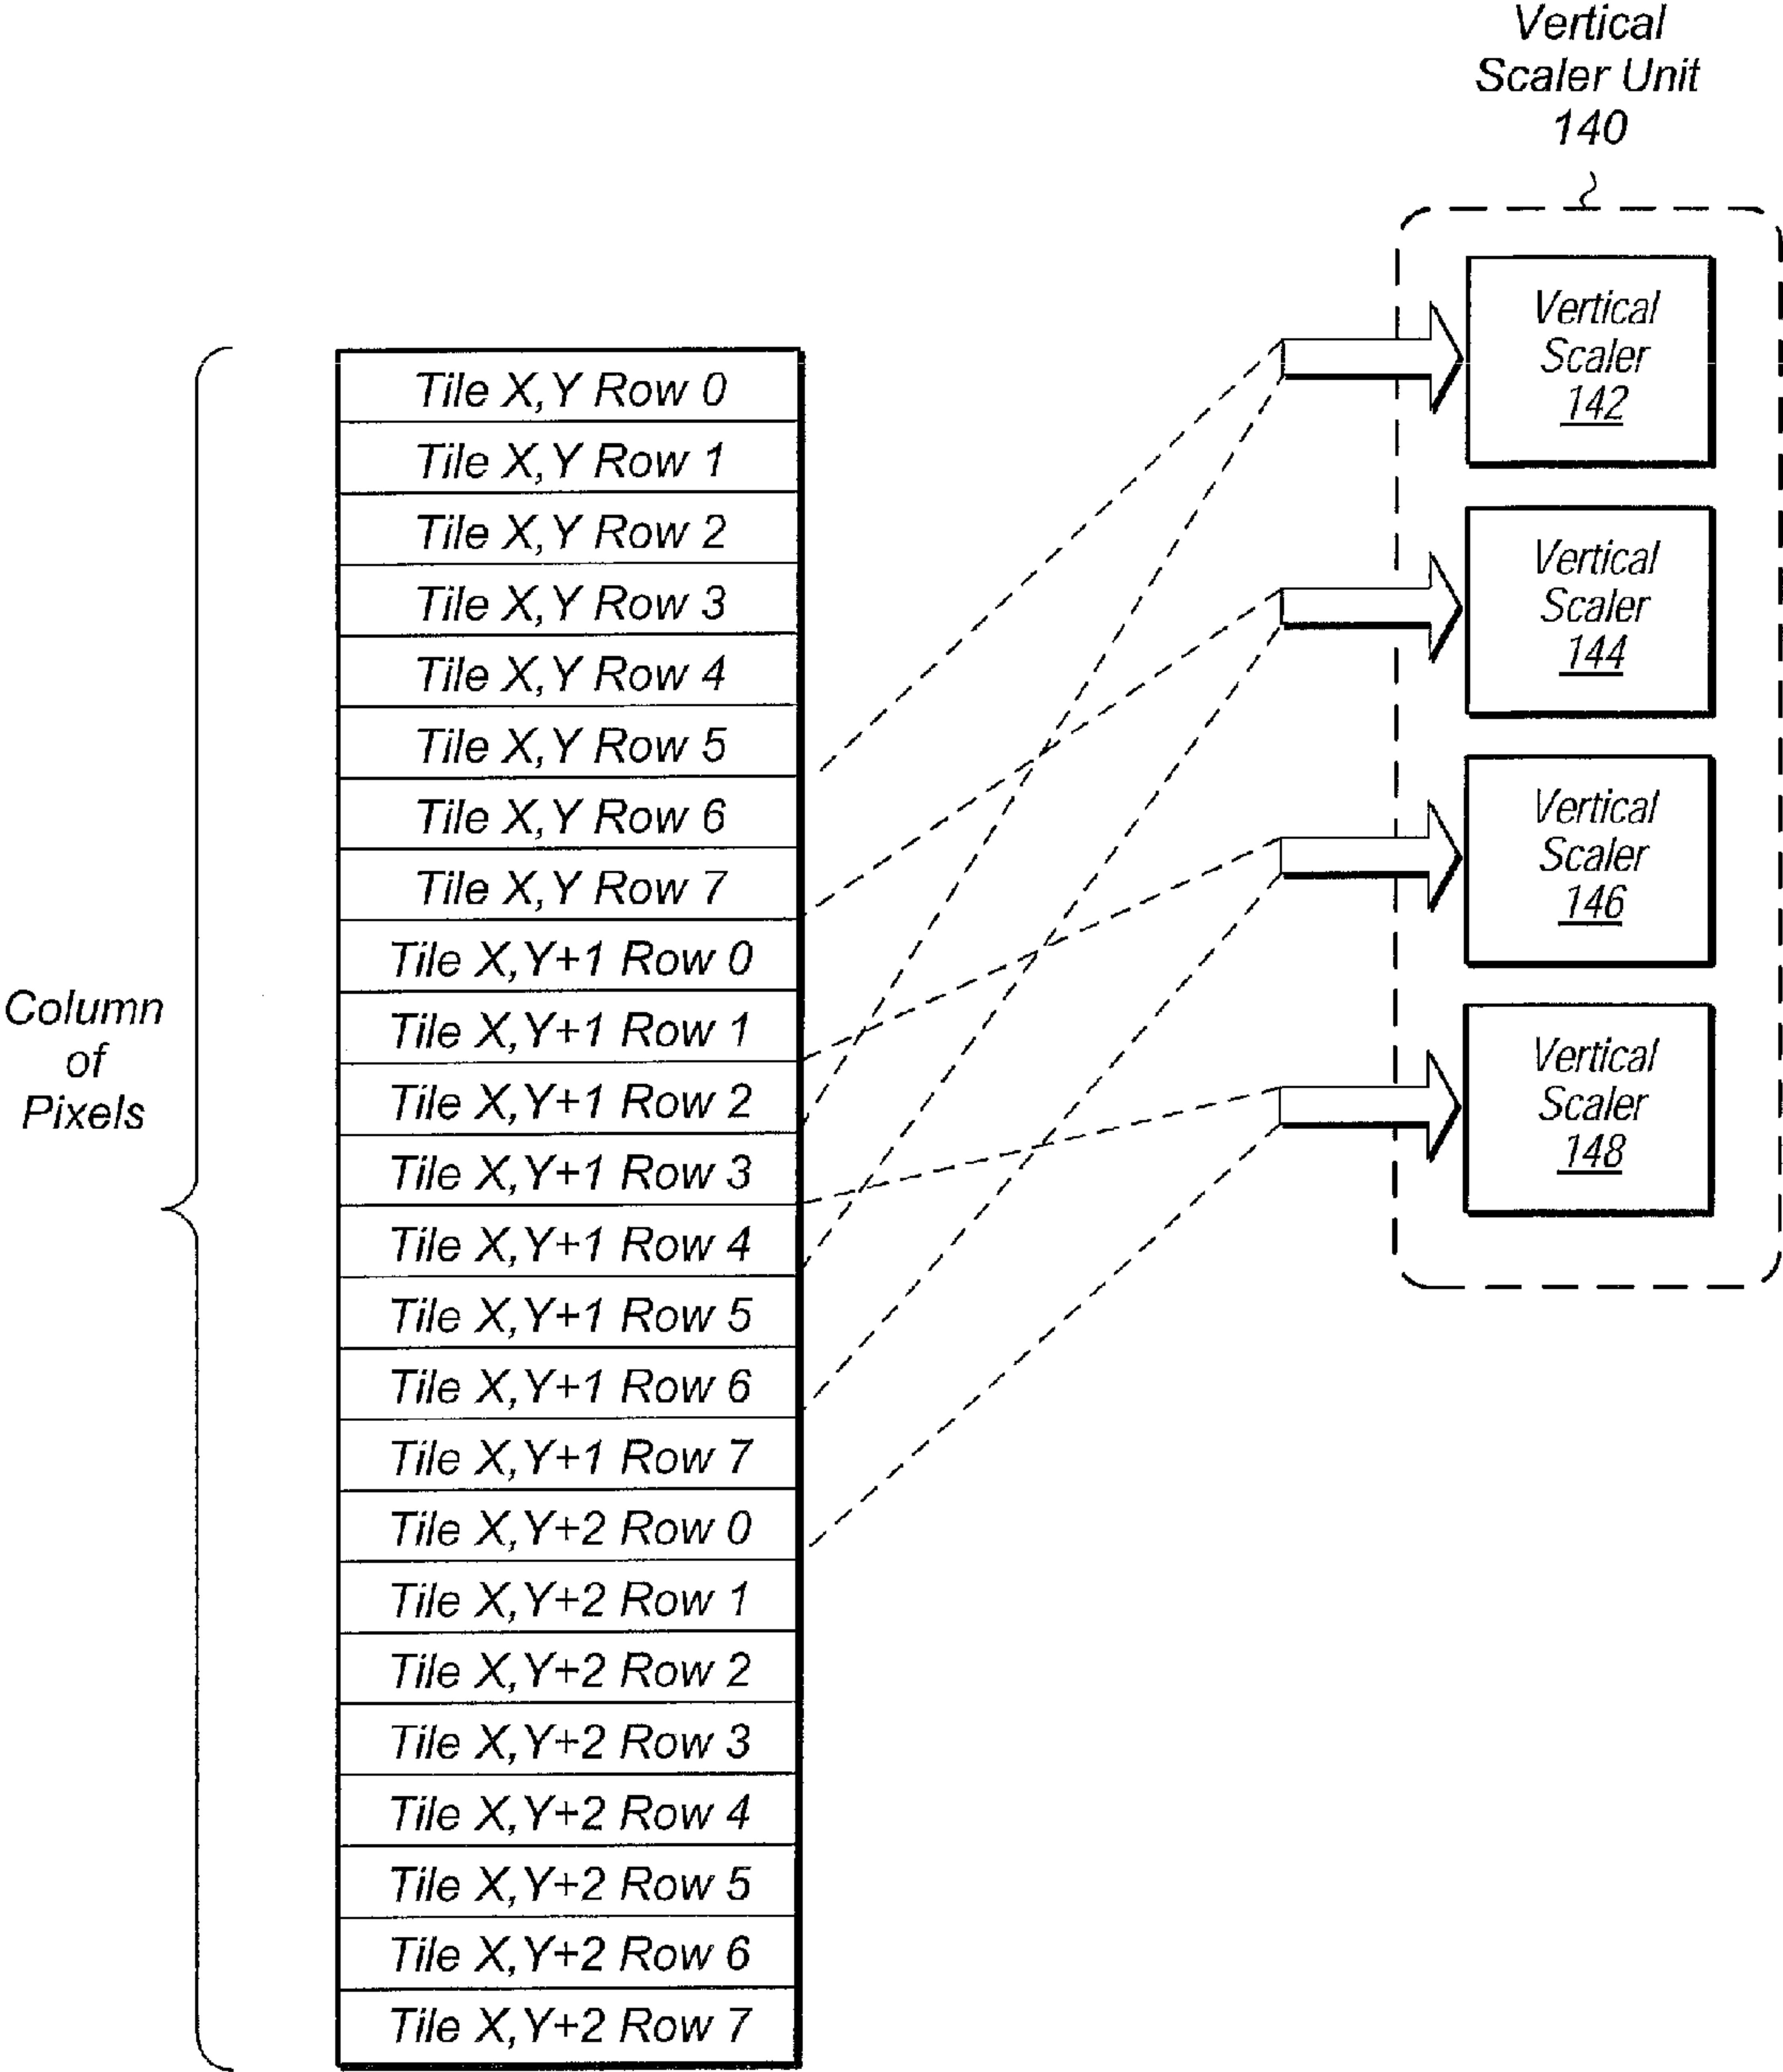 Vertical
Scaler Unit
140
Vertical
Scaler
142
Vertical
Scaler
144
Vertical
Scaler
146
Vertical
Scaler
148
Column
of
Pixels
Tile X,Y Row 0
Tile X,Y Row 1
Tile X,Y Row 2
Tile X,Y Row 3
Tile X,Y Row 4
Tile X,Y Row 5
Tile X,Y Row 6
Tile X,Y Row 7
Tile X,Y+1 Row 0
Tile X,Y+1 Row 1
Tile X,Y+1 Row 2
Tile X,Y+1 Row 3
Tile X,Y+1 Row 4
Tile X,Y+1 Row 5
Tile X,Y+1 Row 6
Tile X,Y+1 Row 7
Tile X,Y+2 Row 0
Tile X,Y+2 Row 1
Tile X,Y+2 Row 2
Tile X,Y+2 Row 3
Tile X,Y+2 Row 4
Tile X,Y+2 Row 5
Tile X,Y+2 Row 6
Tile X,Y+2 Row 7